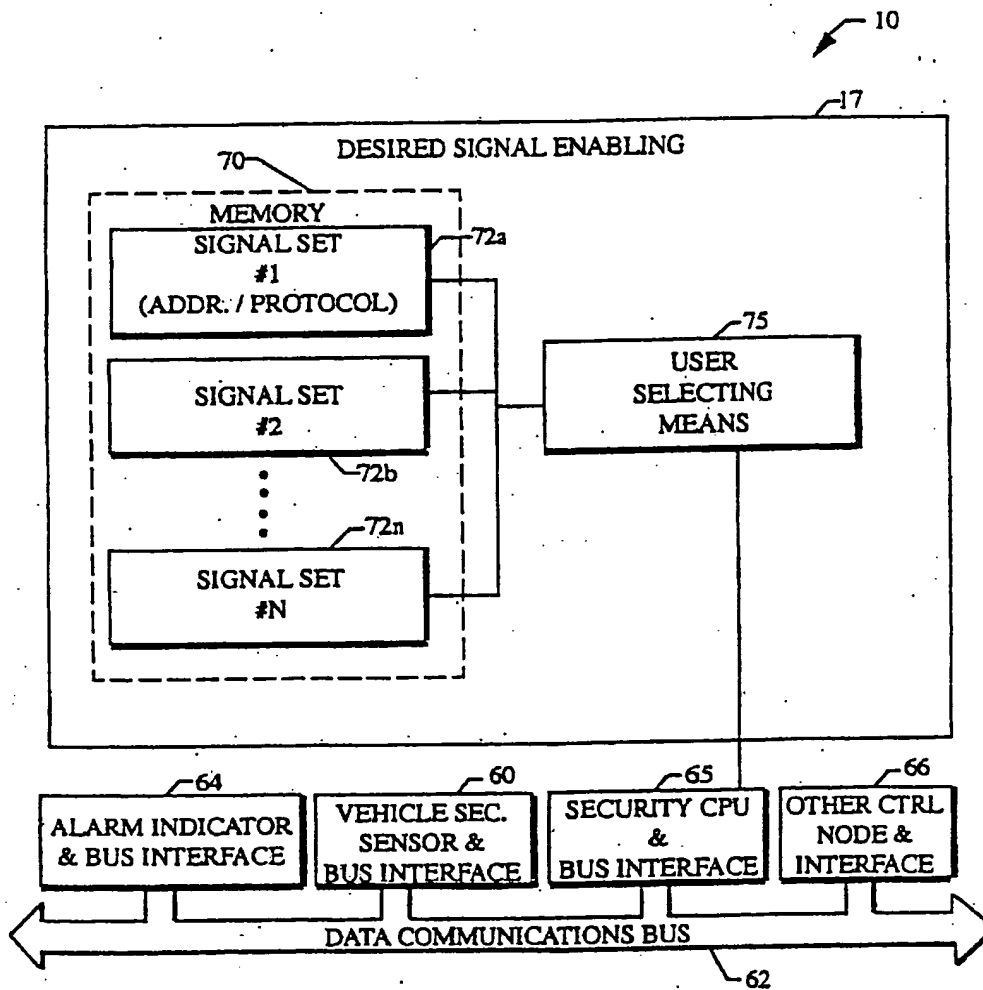 10
17
DESIRED SIGNAL ENABLING
70
MEMORY
SIGNAL SET
#1
(ADDR. / PROTOCOL)
72a
SIGNAL SET
#2
72b
72n
SIGNAL SET
#N
75
USER
SELECTING
MEANS
64
ALARM INDICATOR
& BUS INTERFACE
60
VEHICLE SEC.
SENSOR &
BUS INTERFACE
65
SECURITY CPU
&
BUS INTERFACE
66
OTHER CTRL
NODE &
INTERFACE
DATA COMMUNICATIONS BUS
62